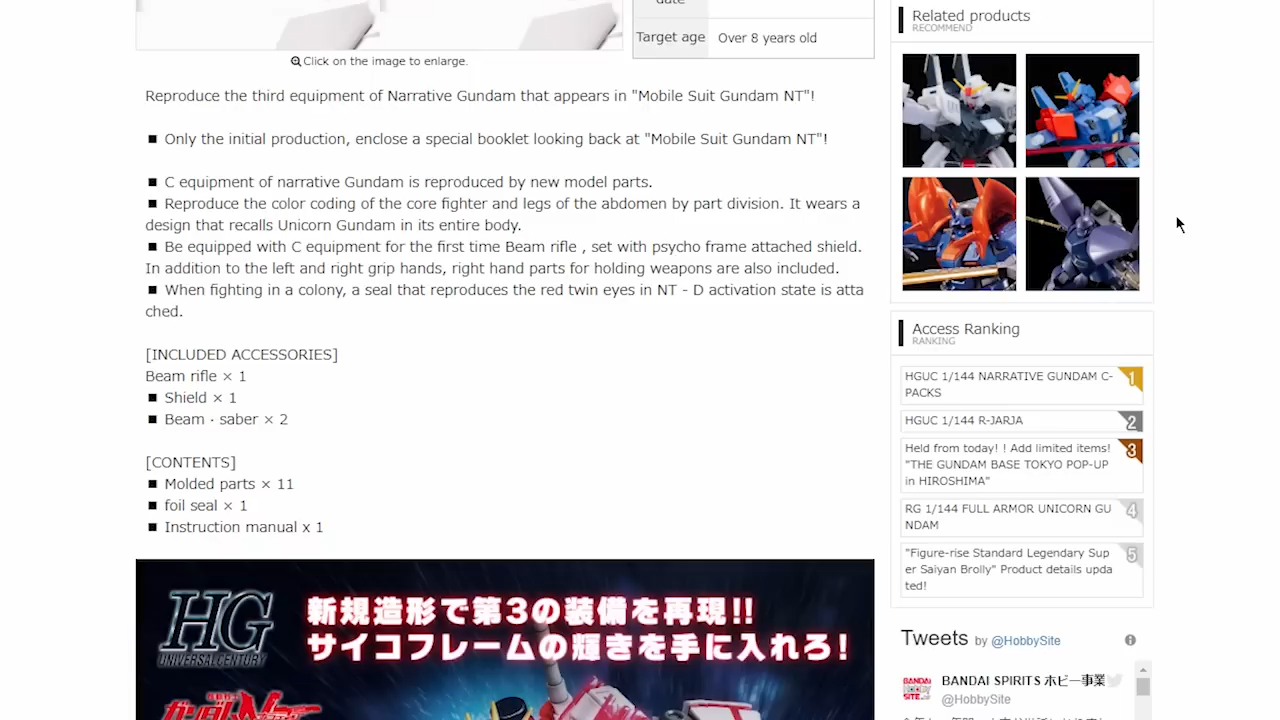 date
Target age Over 8 years old
Click on the image to enlarge.
Reproduce the third equipment of Narrative Gundam that appears in "Mobile Suit Gundam NT"!
■ Only the initial production, enclose a special booklet looking back at "Mobile Suit Gundam NT"!
■ C equipment of narrative Gundam is reproduced by new model parts.
■ Reproduce the color coding of the core fighter and legs of the abdomen by part division. It wears a
design that recalls Unicorn Gundam in its entire body.
■ Be equipped with C equipment for the first time Beam rifle , set with psycho frame attached shield.
In addition to the left and right grip hands, right hand parts for holding weapons are also included.
■ When fighting in a colony, a seal that reproduces the red twin eyes in NT - D activation state is atta
ched.
[INCLUDED ACCESSORIES]
Beam rifle × 1
■ Shield × 1
■ Beam · saber × 2
[CONTENTS]
■ Molded parts × 11
■ foil seal × 1
■ Instruction manual x 1
HG
UNIVERSAL CENTURY
新規造形で第3の装備を再現!!
サイコフレームの輝きを手に入れろ!
機動戦士
ガンダムNT
Related products
RECOMMEND
Access Ranking
RANKING
HGUC 1/144 NARRATIVE GUNDAM C-
PACKS
1
HGUC 1/144 R-JARJA
2
Held from today! ! Add limited items!
"THE GUNDAM BASE TOKYO POP-UP
in HIROSHIMA"
3
RG 1/144 FULL ARMOR UNICORN GU
NDAM
4
"Figure-rise Standard Legendary Sup
er Saiyan Brolly" Product details upda
ted!
5
Tweets by @HobbySite
BANDAI HOBBY SITE
BANDAI SPIRITS ホビー事業
@HobbySite